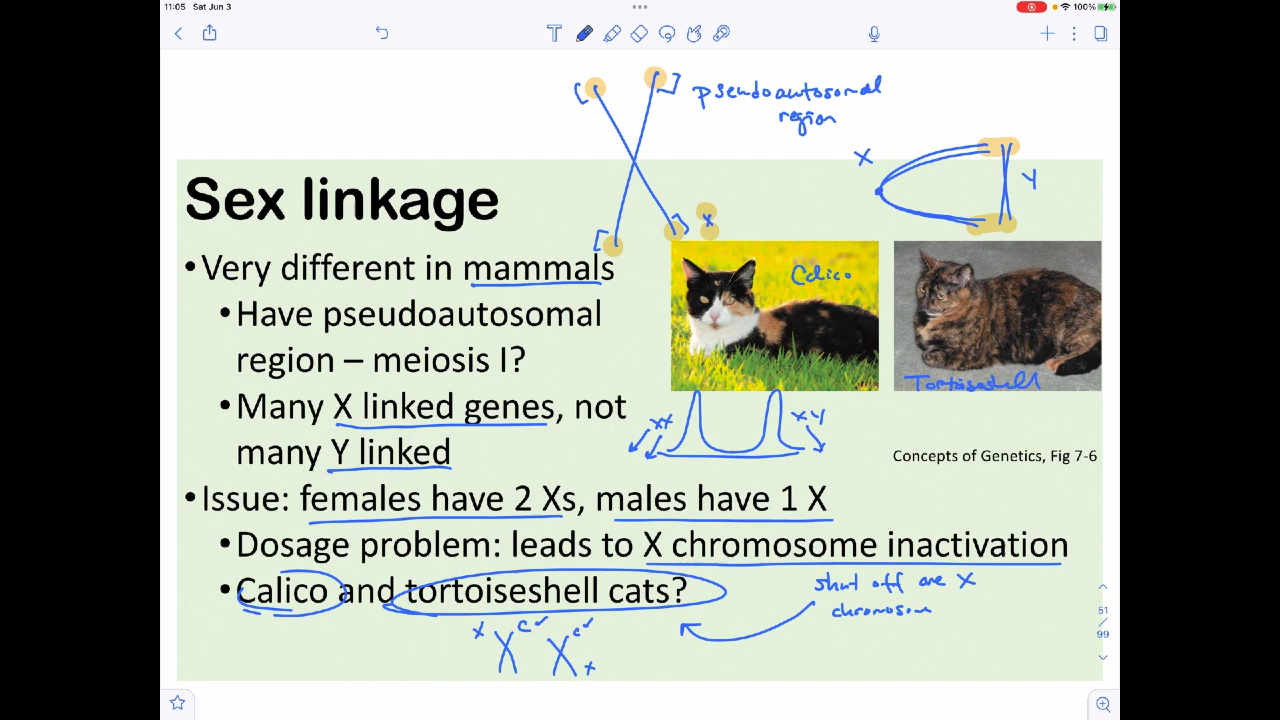 11:05 Sat Jun 3
100%
T
pseudoautosomal
region
X
Y
Sex linkage
x
•Very different in mammals
•Have pseudoautosomal
region – meiosis I?
•Many X linked genes, not
many Y linked
Calico
Tortoiseshell
XX
XY
Concepts of Genetics, Fig 7-6
•Issue: females have 2 Xs, males have 1 X
•Dosage problem: leads to X chromosome inactivation
•Calico and tortoiseshell cats?
shut off one X
chromosom
x C C x
51
99